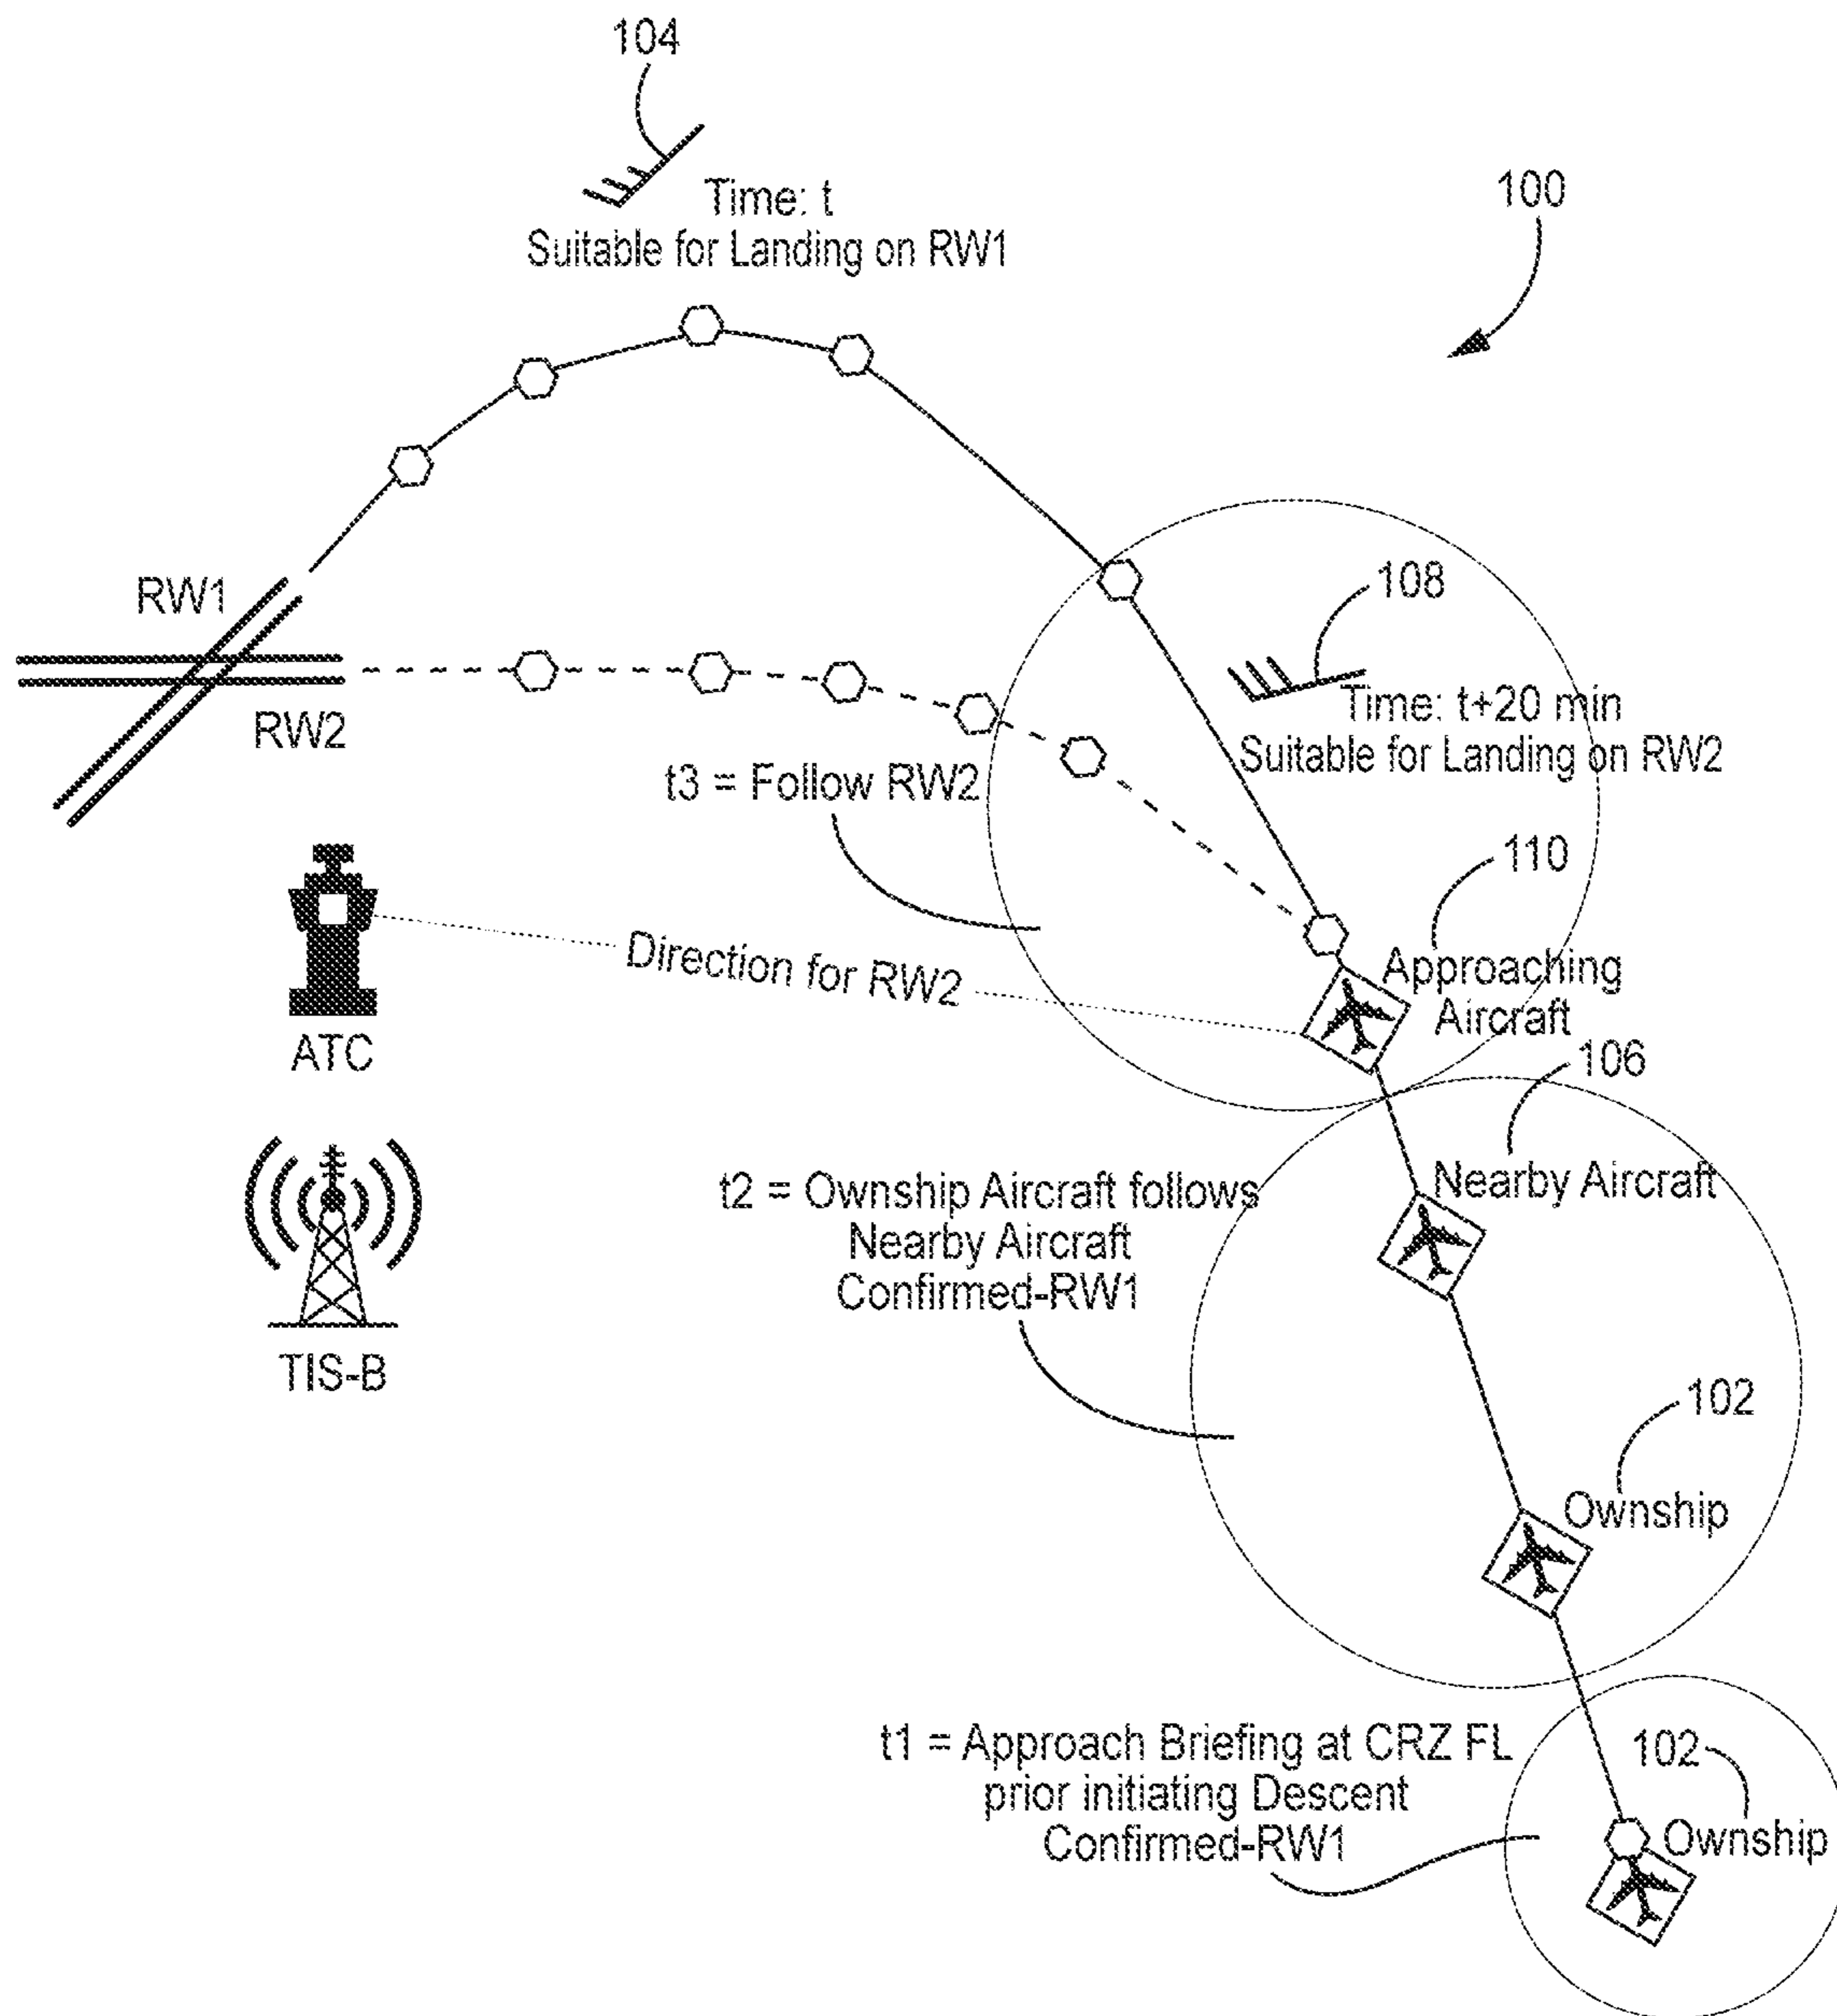 104
Time: t
Suitable for Landing on RW1
100
RW1
RW2
108
Time: t+20 min
Suitable for Landing on RW2
t3 = Follow RW2
110
Approaching
Aircraft
Direction for RW2
ATC
106
Nearby Aircraft
t2 = Ownship Aircraft follows
Nearby Aircraft
Confirmed-RW1
TIS-B
102
Ownship
t1 = Approach Briefing at CRZ FL
prior initiating Descent
Confirmed-RW1
102
Ownship